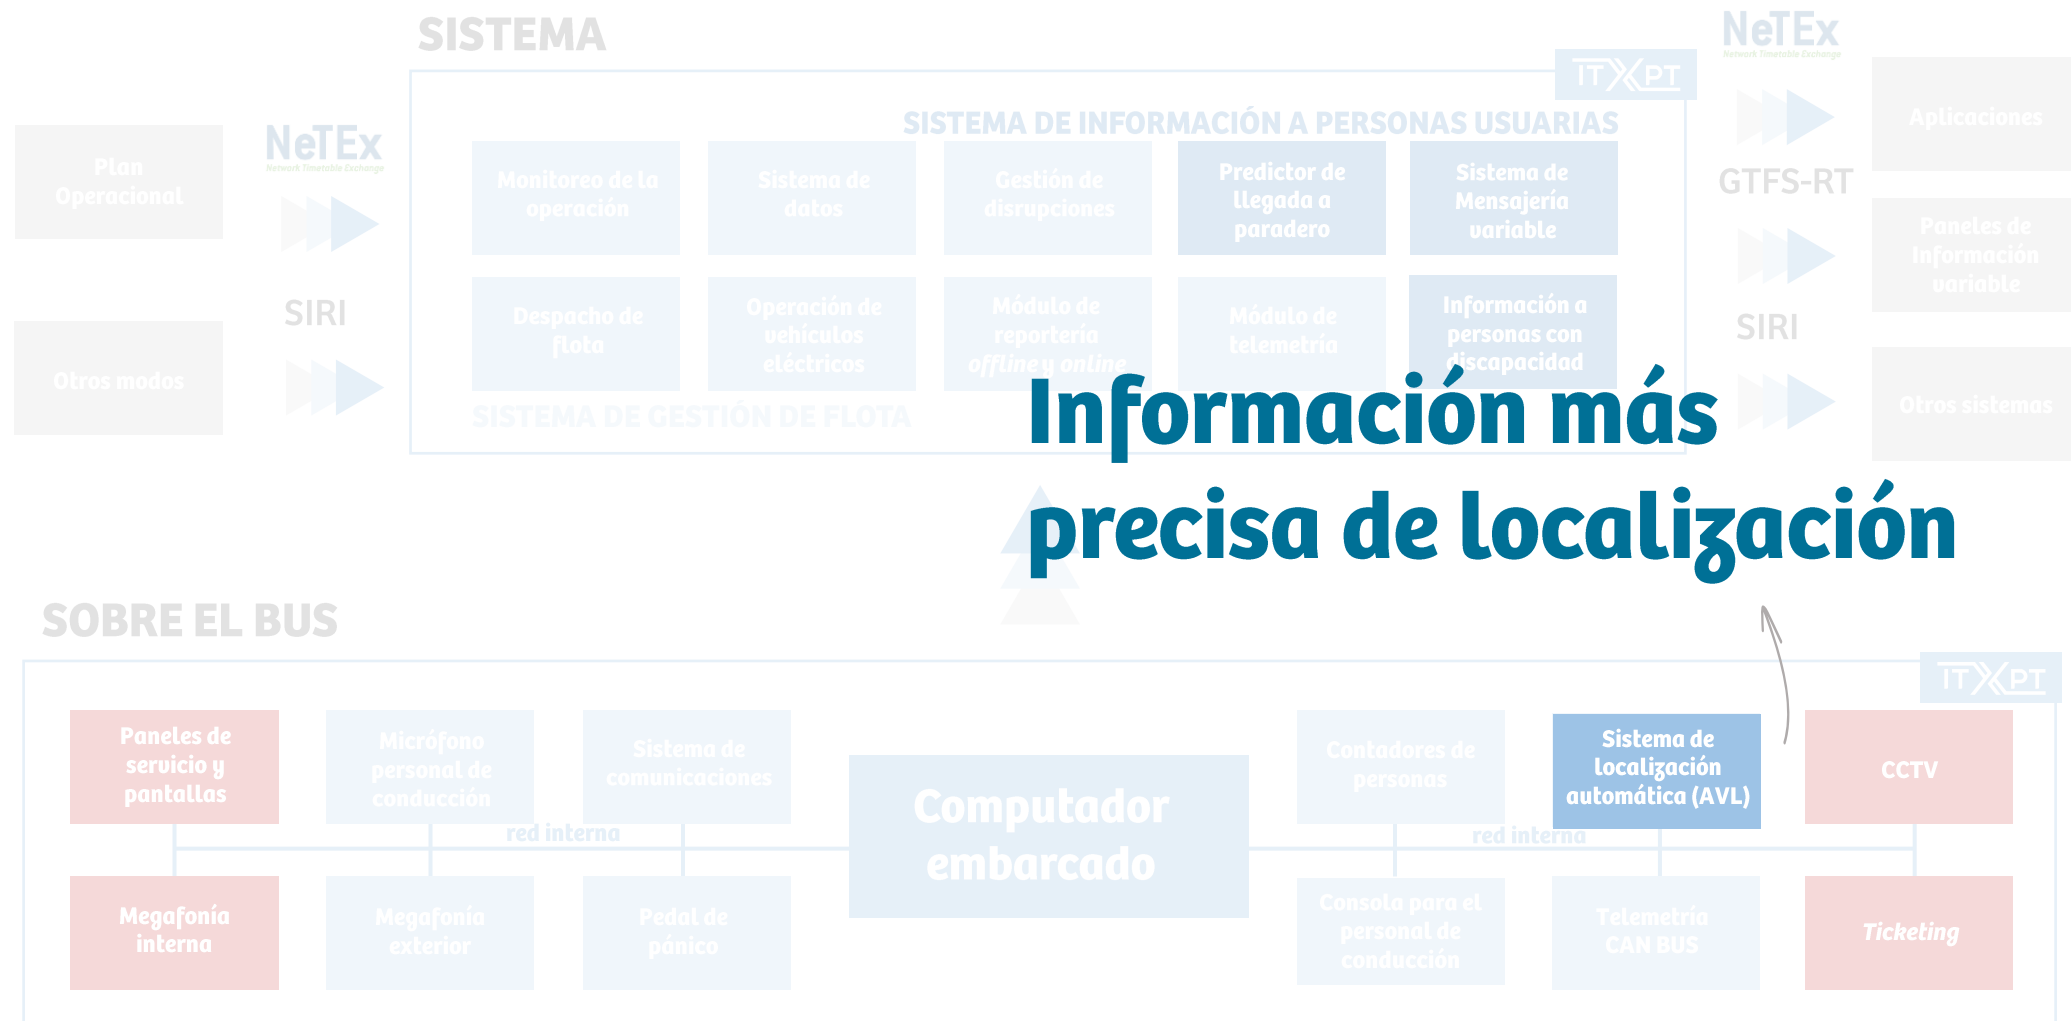 SISTEMA
NeTEx
Network Timetable Exchange
ITXPT
SISTEMA DE INFORMACIÓN A PERSONAS USUARIAS
Plan
Operacional
NeTEx
Network Timetable Exchange
SIRI
Otros modos
Monitoreo de la
operación
Sistema de
datos
Gestión de
disrupciones
Predictor de
llegada a
paradero
Sistema de
Mensajería
variable
Despacho de
flota
Operación de
vehículos
eléctricos
Módulo de
reportería
offline y online
Módulo de
telemetría
Información a
personas con
discapacidad
SISTEMA DE GESTIÓN DE FLOTA
GTFS-RT
SIRI
Aplicaciones
Paneles de
Información
variable
Otros sistemas
Información más
precisa de localización
SOBRE EL BUS
ITXPT
Paneles de
servicio y
pantallas
Micrófono
personal de
conducción
Sistema de
comunicaciones
red interna
Megafonía
interna
Megafonía
exterior
Pedal de
pánico
Computador
embarcado
Contadores de
personas
Sistema de
localización
automática (AVL)
CCTV
red interna
Consola para el
personal de
conducción
Telemetría
CAN BUS
Ticketing